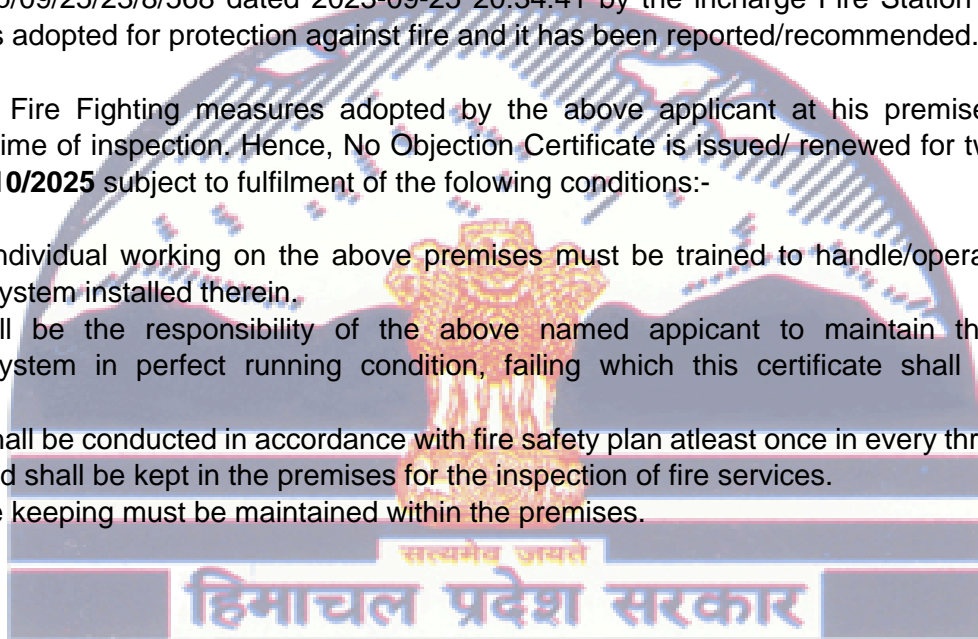 /09/25/23/8/568 dated 2023-09-25 20:34:41 by the Incharge Fire Station
s adopted for protection against fire and it has been reported/recommended.
Fire Fighting measures adopted by the above applicant at his premise
ime of inspection. Hence, No Objection Certificate is issued/ renewed for tw
10/2025 subject to fulfilment of the folowing conditions:-
ndividual working on the above premises must be trained to handle/opera
ystem installed therein.
ll be the responsibility of the above named appicant to maintain th
ystem in perfect running condition, failing which this certificate shall
hall be conducted in accordance with fire safety plan atleast once in every thr
d shall be kept in the premises for the inspection of fire services.
e keeping must be maintained within the premises.
सत्यमेव जयते
हिमाचल प्रदेश सरकार